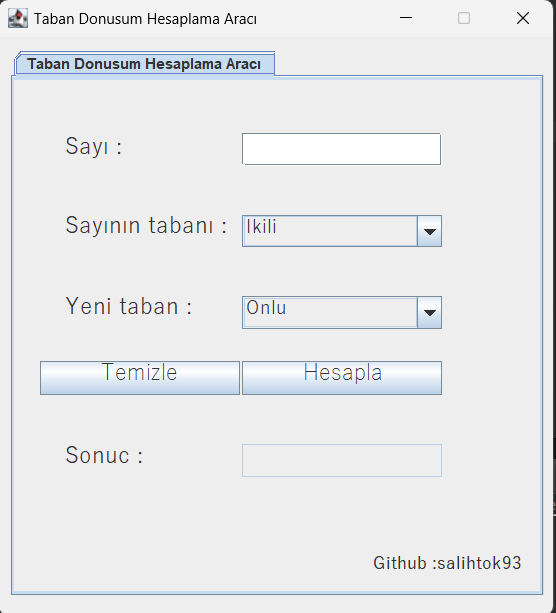 Taban Donusum Hesaplama Aracı
Taban Donusum Hesaplama Aracı
Sayı :
Sayının tabanı : Ikili
Yeni taban : Onlu
Temizle Hesapla
Sonuc :
Github :salihtok93